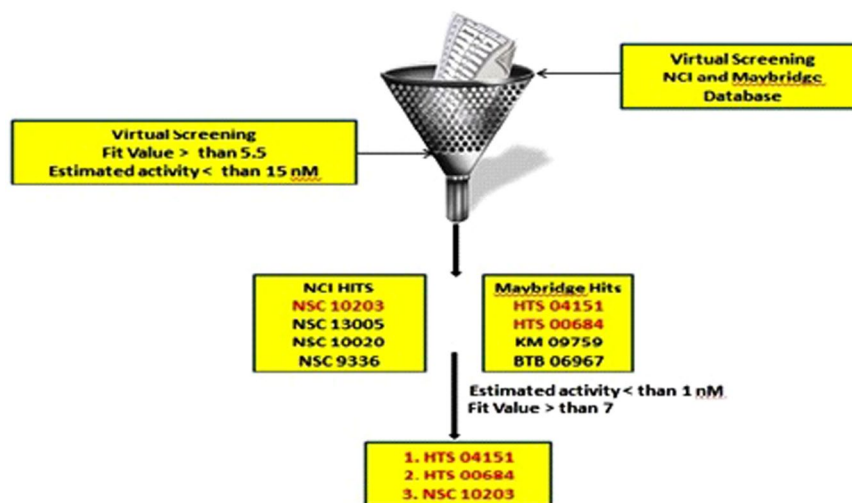 Virtual Screening
NCI and Maybridge
Database
Virtual Screening
Fit Value > than 5.5
Estimated activity < than 15 nM
NCI HITS
NSC 10203
NSC 13005
NSC 10020
NSC 9336
Maybridge Hits
HTS 04151
HTS 00684
KM 09759
BTB 06967
Estimated activity < than 1 nM
Fit Value > than 7
1. HTS 04151
2. HTS 00684
3. NSC 10203